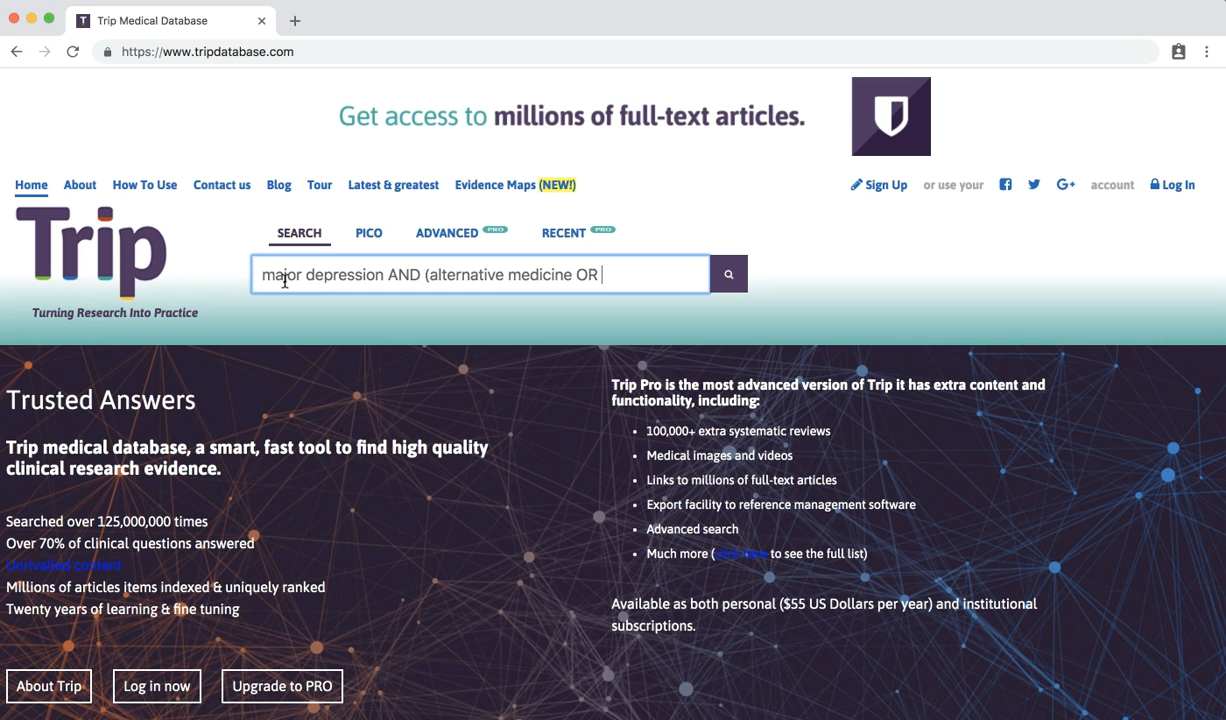 T Trip Medical Database
https://www.tripdatabase.com
Get access to millions of full-text articles.
Home About How To Use Contact us Blog Tour Latest & greatest Evidence Maps (NEW!) Sign Up or use your G+ account Log In
Trip
Turning Research Into Practice
SEARCH PICO ADVANCED PRO RECENT PRO
major depression AND (alternative medicine OR
Trusted Answers
Trip medical database, a smart, fast tool to find high quality
clinical research evidence.
Searched over 125,000,000 times
Over 70% of clinical questions answered
Unrivalled content
Millions of articles items indexed & uniquely ranked
Twenty years of learning & fine tuning
About Trip Log in now Upgrade to PRO
Trip Pro is the most advanced version of Trip it has extra content and
functionality, including:
100,000+ extra systematic reviews
Medical images and videos
Links to millions of full-text articles
Export facility to reference management software
Advanced search
Much more (click here to see the full list)
Available as both personal ($55 US Dollars per year) and institutional
subscriptions.